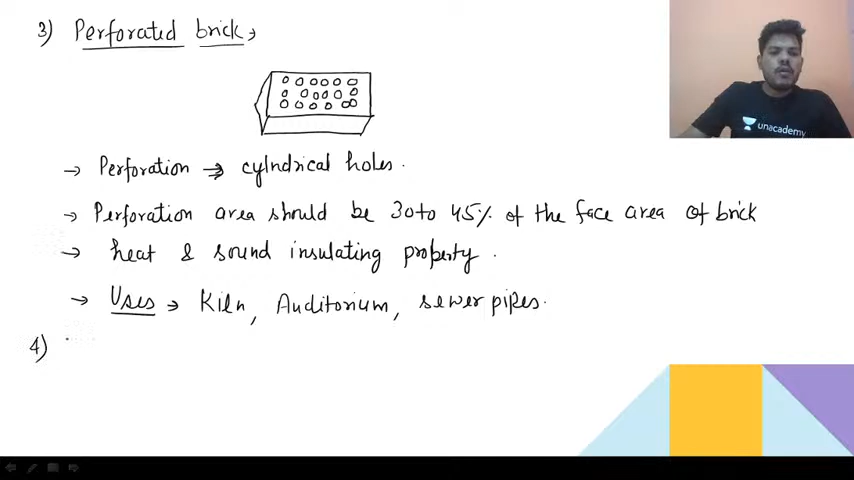 3) Perforated brick →
unacademy
→ Perforation ⇒ cylndrical holes.
→ Perforation area should be 30 to 45% of the face area of brick
→ heat & sound insulating property.
→ Uses → Kiln, Auditorium, sewer pipes.
4)